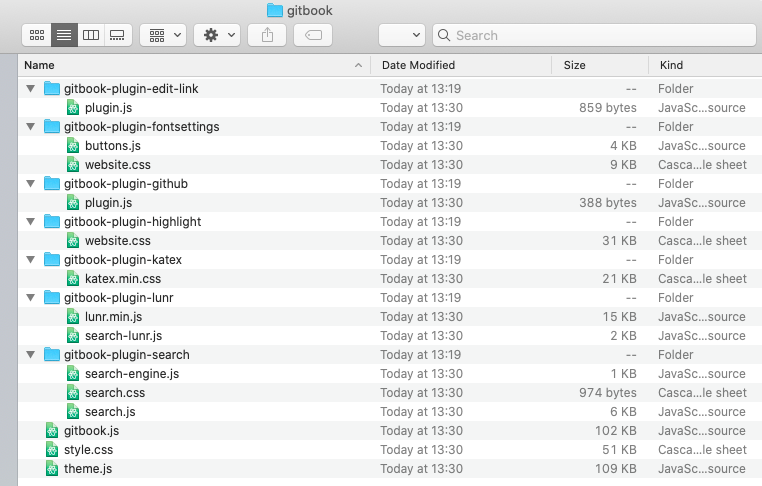 gitbook
Search
Name Date Modified Size Kind
gitbook-plugin-edit-link Today at 13:19 -- Folder
plugin.js Today at 13:30 859 bytes JavaSc...source
gitbook-plugin-fontsettings Today at 13:19 -- Folder
buttons.js Today at 13:30 4 KB JavaSc...source
website.css Today at 13:30 9 KB Casca...le sheet
gitbook-plugin-github Today at 13:19 -- Folder
plugin.js Today at 13:30 388 bytes JavaSc...source
gitbook-plugin-highlight Today at 13:19 -- Folder
website.css Today at 13:30 31 KB Casca...le sheet
gitbook-plugin-katex Today at 13:19 -- Folder
katex.min.css Today at 13:30 21 KB Casca...le sheet
gitbook-plugin-lunr Today at 13:19 -- Folder
lunr.min.js Today at 13:30 15 KB JavaSc...source
search-lunr.js Today at 13:30 2 KB JavaSc...source
gitbook-plugin-search Today at 13:19 -- Folder
search-engine.js Today at 13:30 1 KB JavaSc...source
search.css Today at 13:30 974 bytes Casca...le sheet
search.js Today at 13:30 6 KB JavaSc...source
gitbook.js Today at 13:30 102 KB JavaSc...source
style.css Today at 13:30 51 KB Casca...le sheet
theme.js Today at 13:30 109 KB JavaSc...source